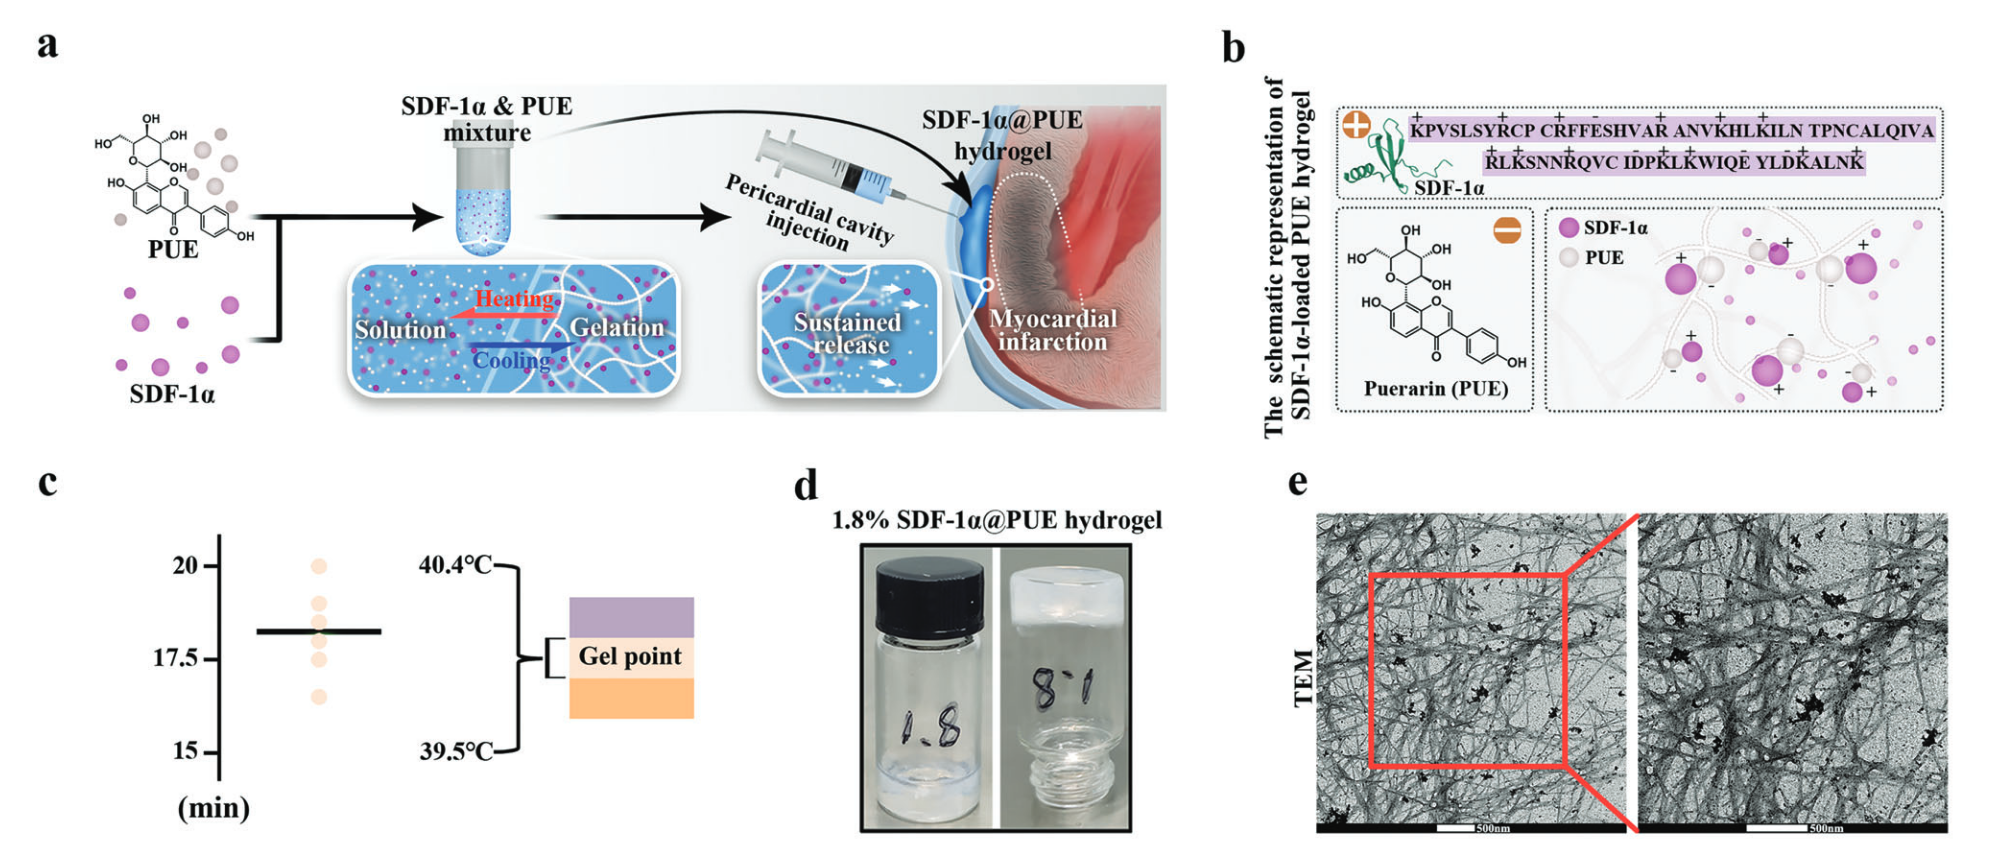 a
SDF-1α & PUE
mixture
SDF-1α@PUE
hydrogel
Pericardial cavity
injection
OH
HO
OH
O
OH
HO
O
O
OH
PUE
SDF-1α
Heating
Solution
Gelation
Cooling
Sustained
release
Myocardial
infarction
b
The schematic representation of
SDF-1α-loaded PUE hydrogel
+ + + - + + +
KPVSLSYRCP CRFFESHVAR ANVKHLKILN TPNCALQIVA
+ + + - + + - - + +
RLKSNNRQVC IDPKLKWIQE YLDKALNK
SDF-1α
OH
HO
OH
O
OH
HO
O
O
OH
Puerarin (PUE)
SDF-1α
PUE
- + +
+ - -
+ -
- - +
+ +
c
20
17.5
15
(min)
40.4°C
Gel point
39.5°C
d
1.8% SDF-1α@PUE hydrogel
1.8
1.8
e
TEM
500nm
500nm